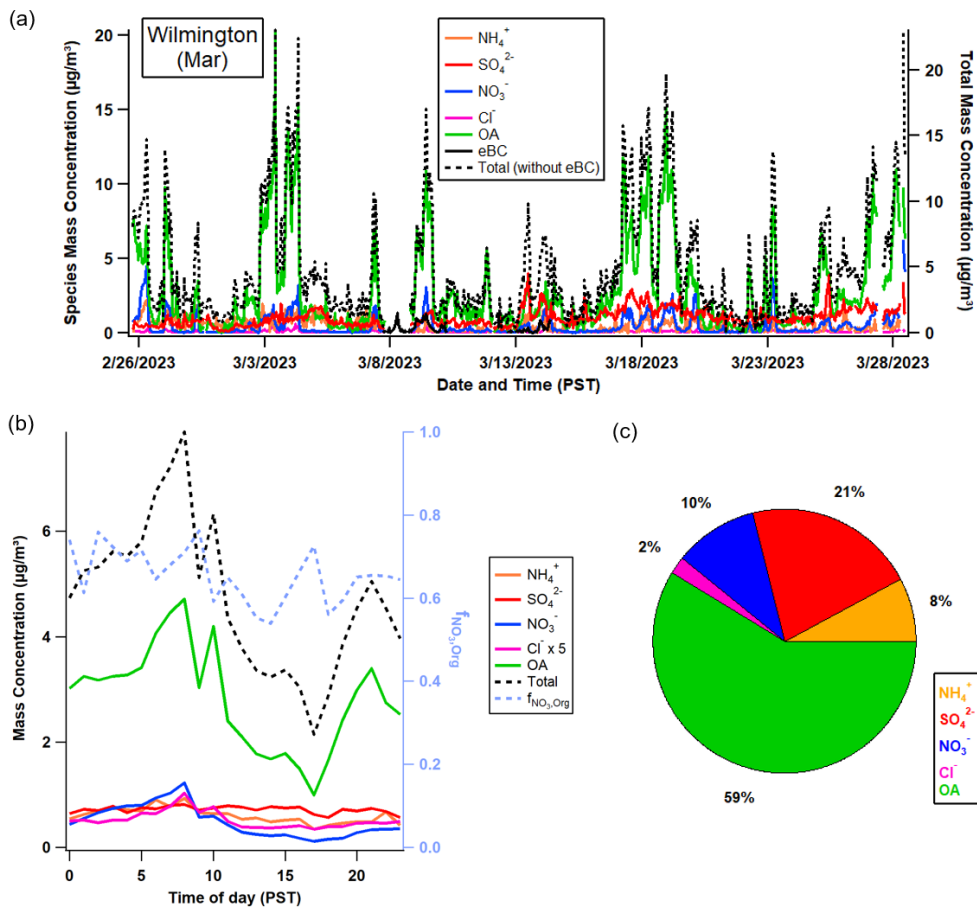 (a)
Wilmington
(Mar)
NH₄⁺
SO₄²⁻
NO₃⁻
Cl⁻
OA
eBC
Total (without eBC)
Species Mass Concentration (µg/m³)
20
15
10
5
0
Total Mass Concentration (µg/m³)
20
15
10
5
0
2/26/2023 3/3/2023 3/8/2023 3/13/2023 3/18/2023 3/23/2023 3/28/2023
Date and Time (PST)
(b)
Mass Concentration (µg/m³)
6
4
2
0
1.0
0.8
0.6
0.4
0.2
0.0
fNO₃,Org
0 5 10 15 20
Time of day (PST)
NH₄⁺
SO₄²⁻
NO₃⁻
Cl⁻ x 5
OA
Total
fNO₃,Org
(c)
21%
10%
2%
8%
59%
NH₄⁺
SO₄²⁻
NO₃⁻
Cl⁻
OA